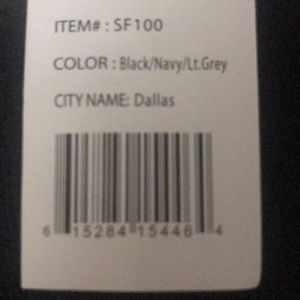 ITEM# : SF100
COLOR : Black/Navy/Lt.Grey
CITY NAME: Dallas
6 15284 15446 4